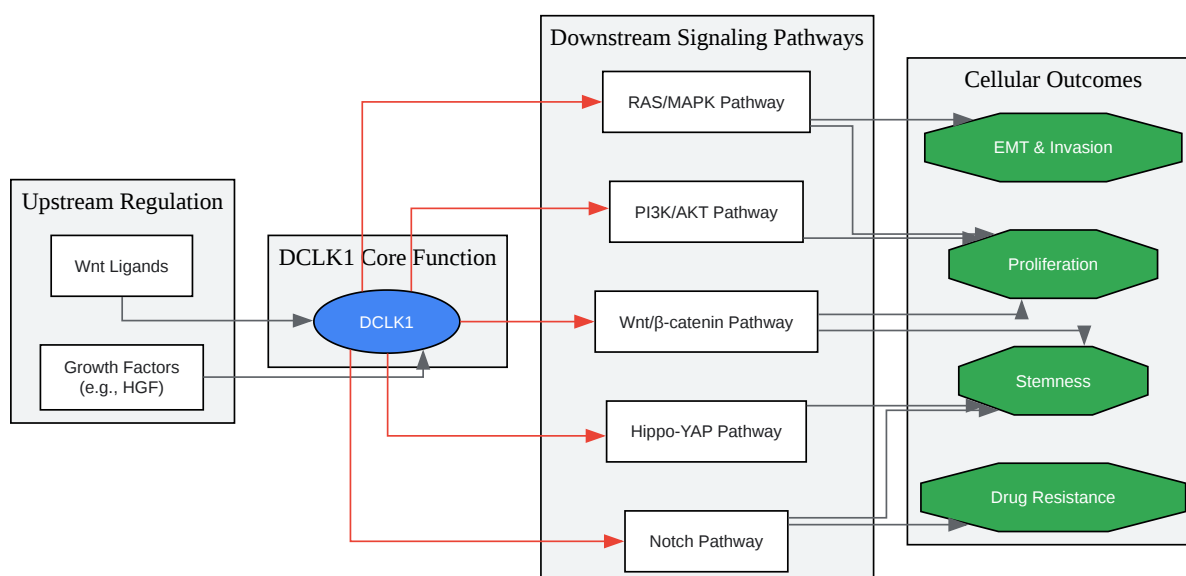 Upstream Regulation
Wnt Ligands
Growth Factors
(e.g., HGF)
DCLK1 Core Function
DCLK1
Downstream Signaling Pathways
RAS/MAPK Pathway
PI3K/AKT Pathway
Wnt/β-catenin Pathway
Hippo-YAP Pathway
Notch Pathway
Cellular Outcomes
EMT & Invasion
Proliferation
Stemness
Drug Resistance